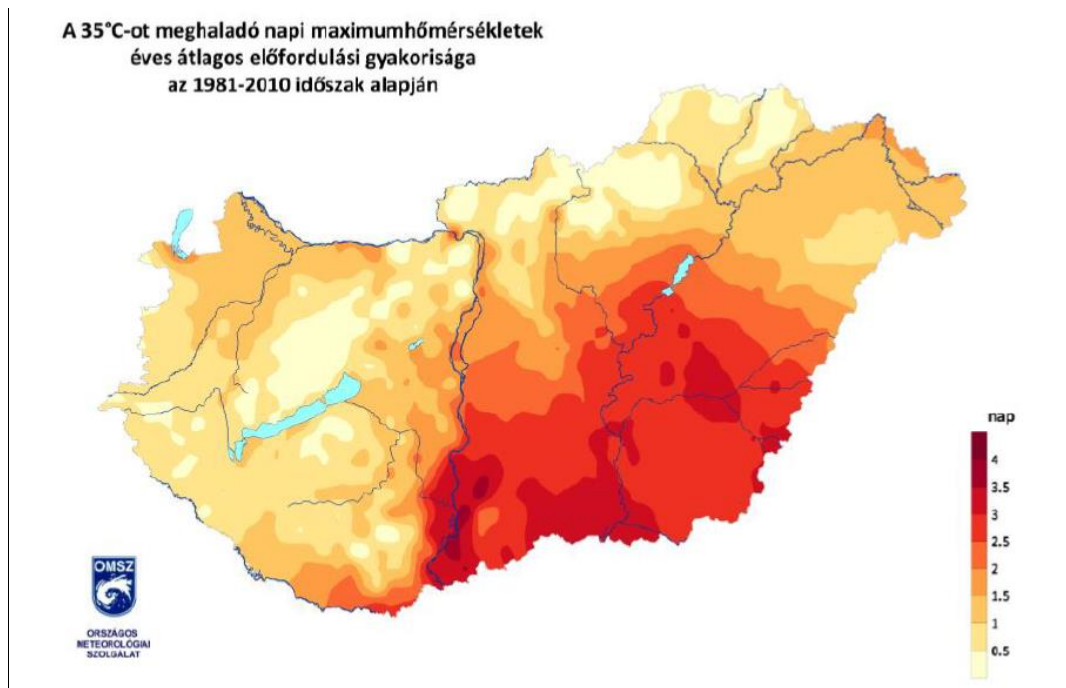 A 35°C-ot meghaladó napi maximumhőmérsékletek
éves átlagos előfordulási gyakorisága
az 1981-2010 időszak alapján
nap
4
3.5
3
2.5
2
1.5
1
0.5
OMSZ
ORSZÁGOS
METEOROLÓGIAI
SZOLGÁLAT